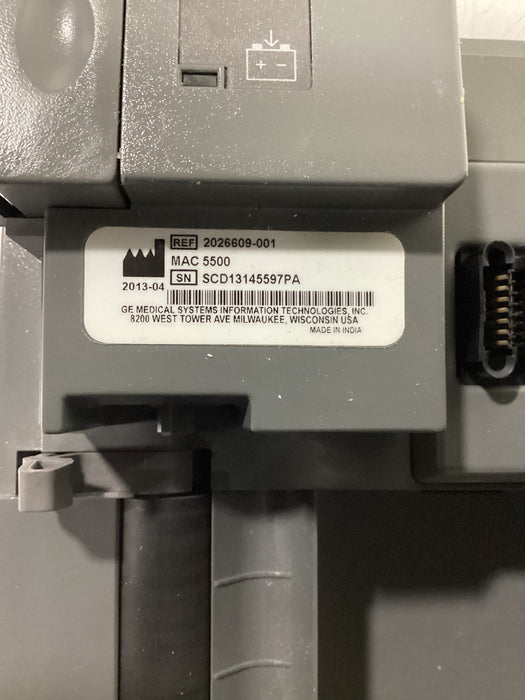 + -
REF 2026609-001
MAC 5500
SN SCD13145597PA
2013-04
GE MEDICAL SYSTEMS INFORMATION TECHNOLOGIES, INC.
8200 WEST TOWER AVE MILWAUKEE, WISCONSIN USA
MADE IN INDIA